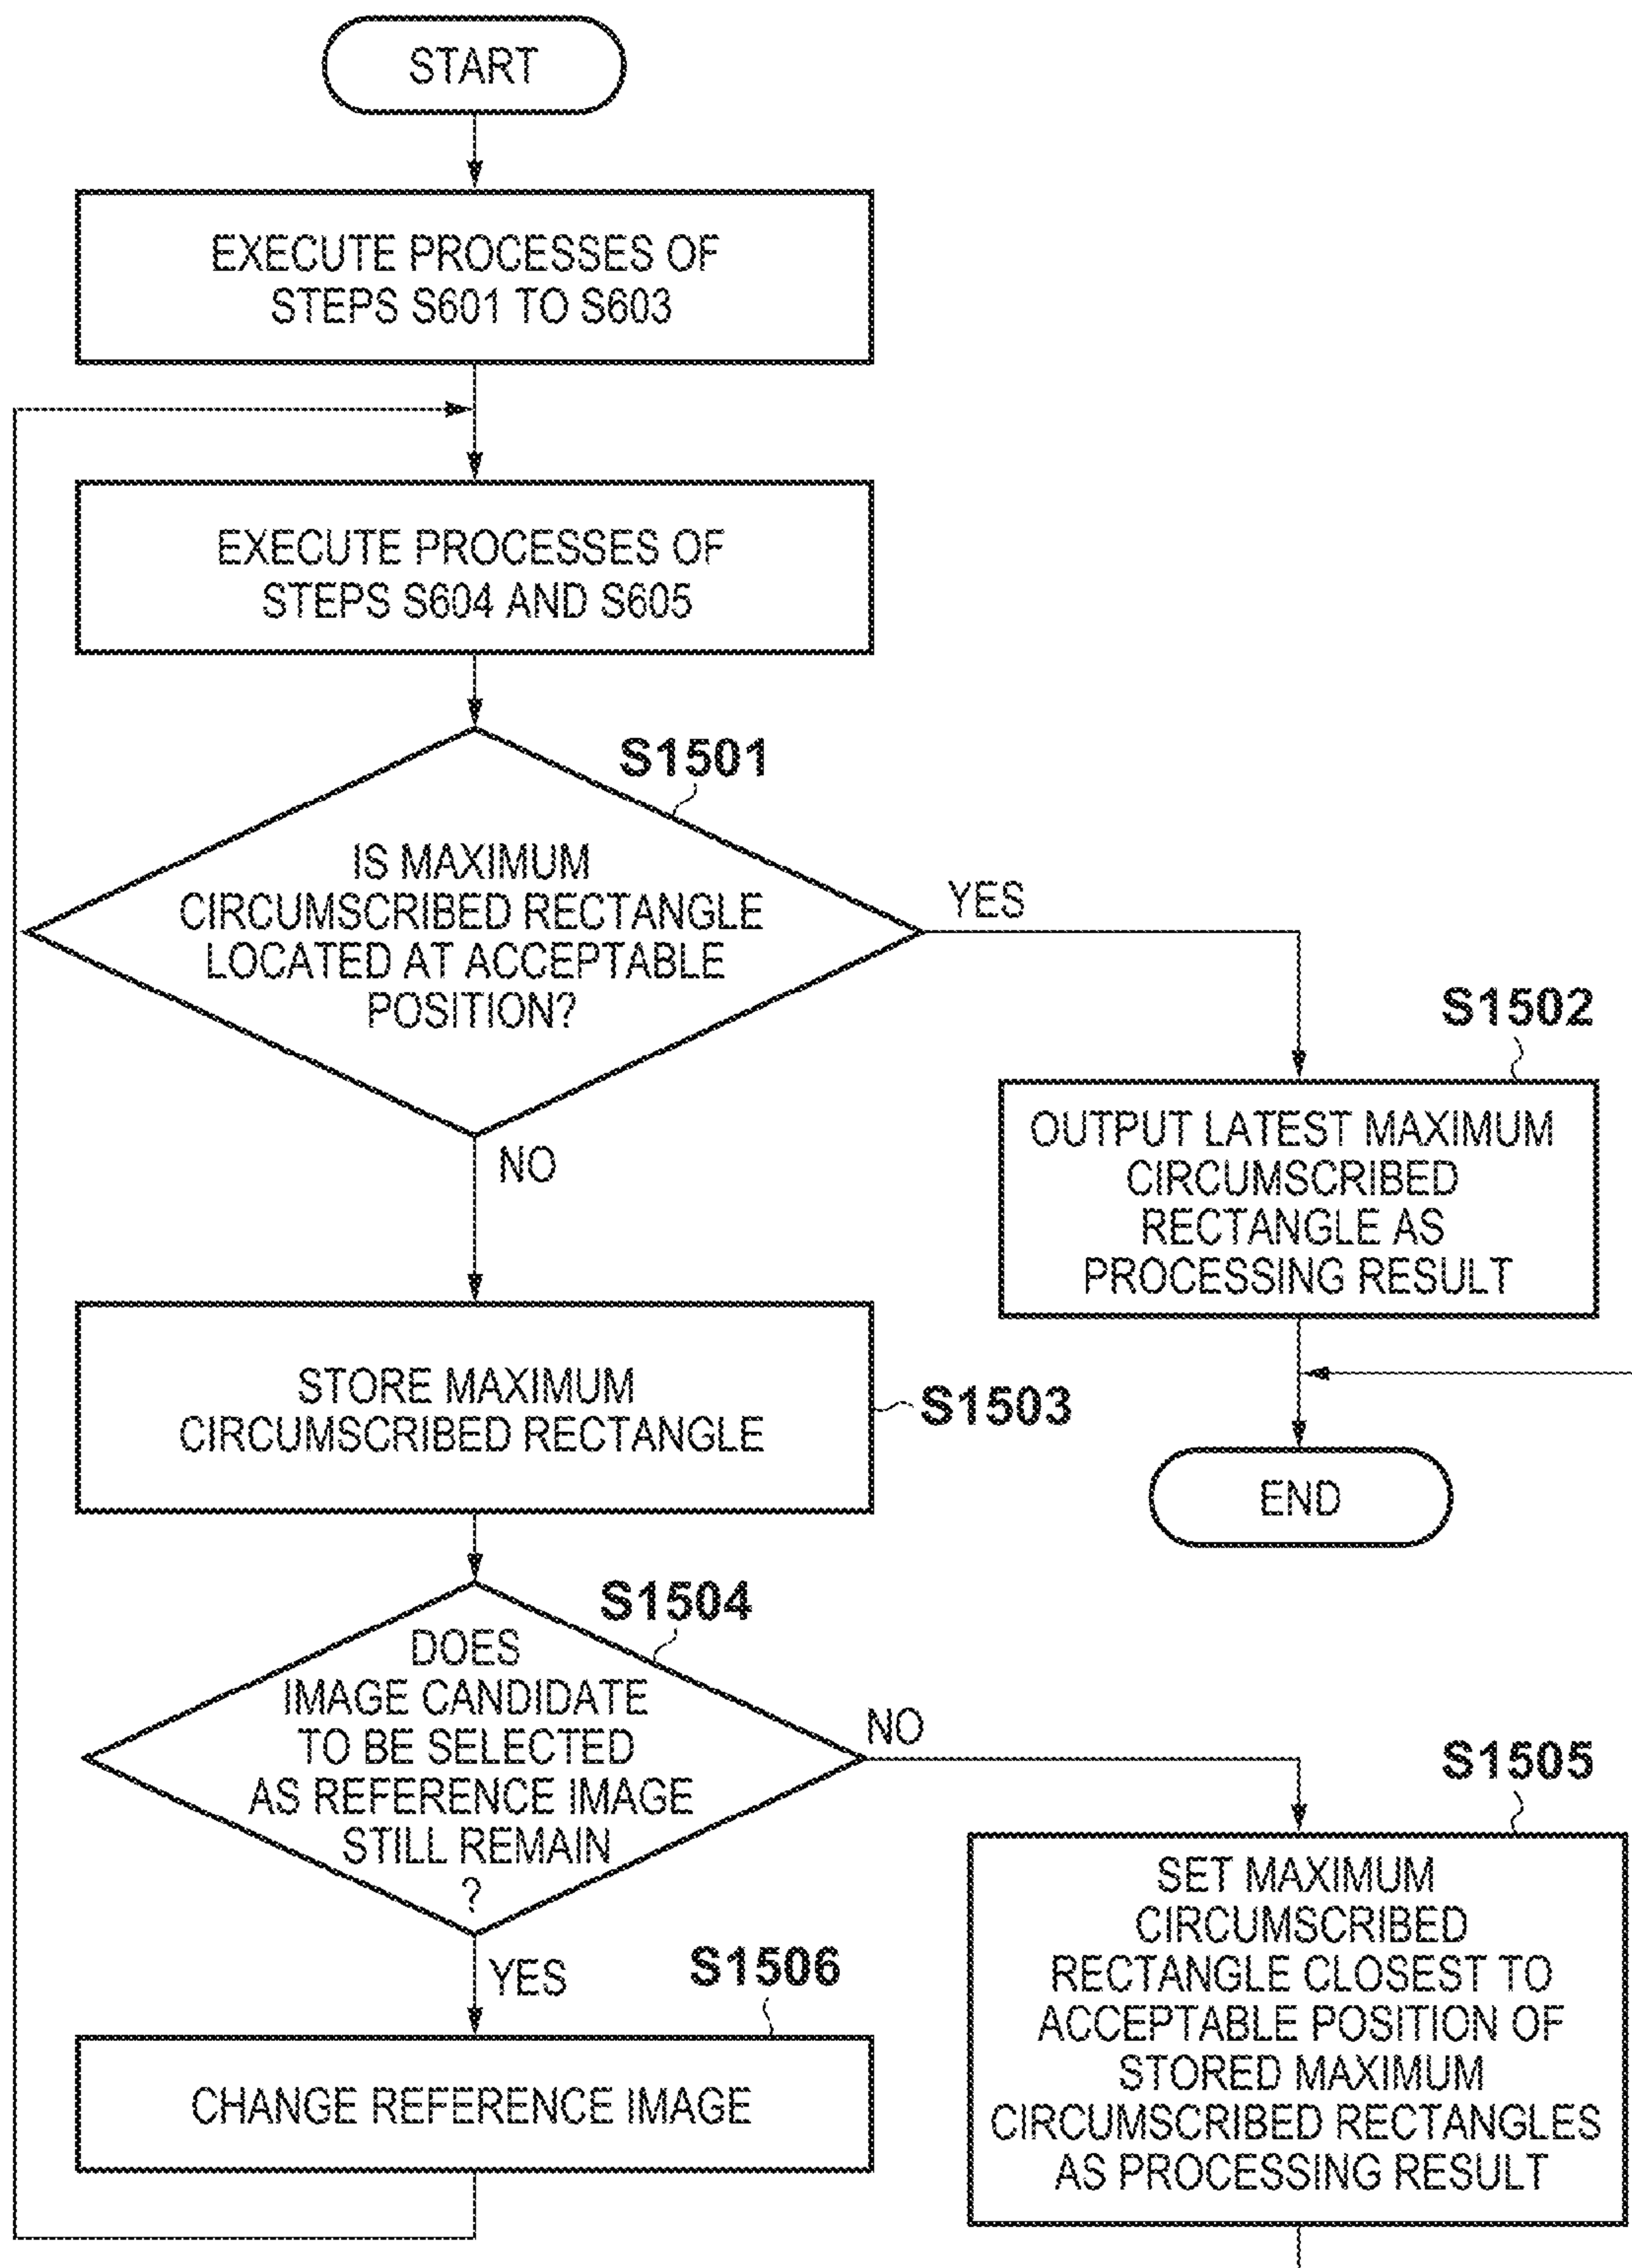 START
EXECUTE PROCESSES OF
STEPS S601 TO S603
EXECUTE PROCESSES OF
STEPS S604 AND S605
S1501
IS MAXIMUM
CIRCUMSCRIBED RECTANGLE
LOCATED AT ACCEPTABLE
POSITION?
YES
NO
S1502
OUTPUT LATEST MAXIMUM
CIRCUMSCRIBED
RECTANGLE AS
PROCESSING RESULT
STORE MAXIMUM
CIRCUMSCRIBED RECTANGLE
S1503
END
S1504
DOES
IMAGE CANDIDATE
TO BE SELECTED
AS REFERENCE IMAGE
STILL REMAIN
?
NO
YES
S1505
SET MAXIMUM
CIRCUMSCRIBED
RECTANGLE CLOSEST TO
ACCEPTABLE POSITION OF
STORED MAXIMUM
CIRCUMSCRIBED RECTANGLES
AS PROCESSING RESULT
S1506
CHANGE REFERENCE IMAGE